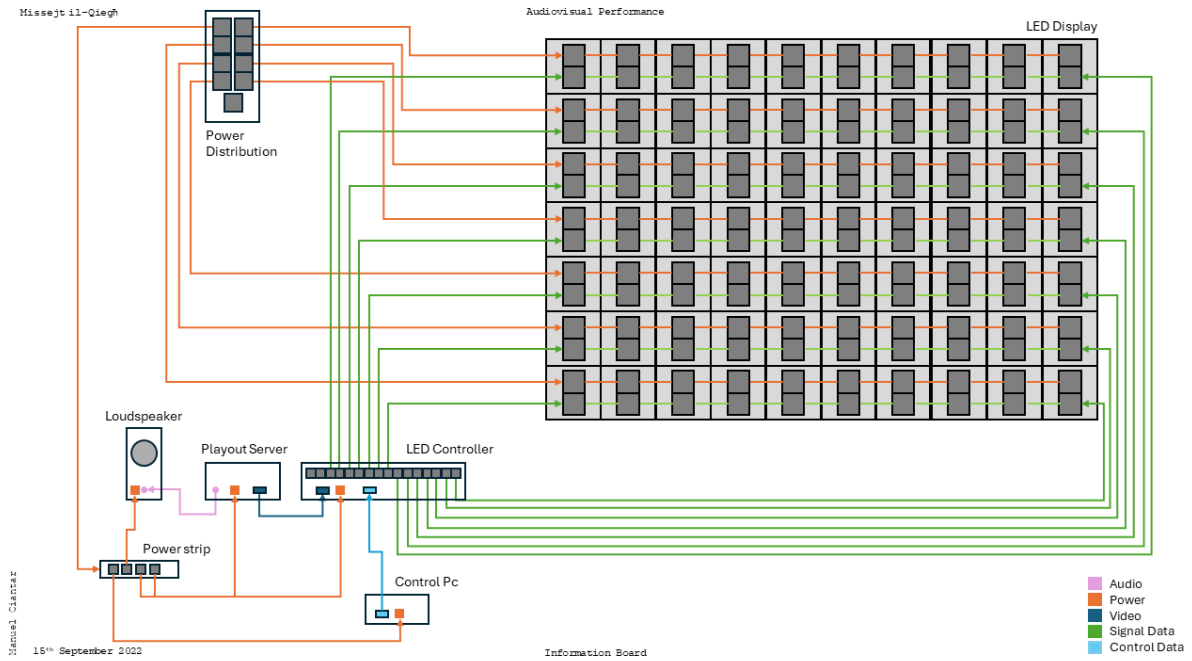 Missejt il-Qiegħ
Audiovisual Performance
LED Display
Power
Distribution
Loudspeaker
Playout Server
LED Controller
Power strip
Control Pc
Audio
Power
Video
Signal Data
Control Data
Manuel Ciantar
15th September 2022
Information Board